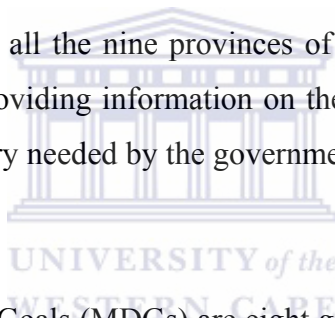 all the nine provinces of
oviding information on the
ry needed by the governme
UNIVERSITY of the
Goals (MDGs) are eight
WESTERN CAPE